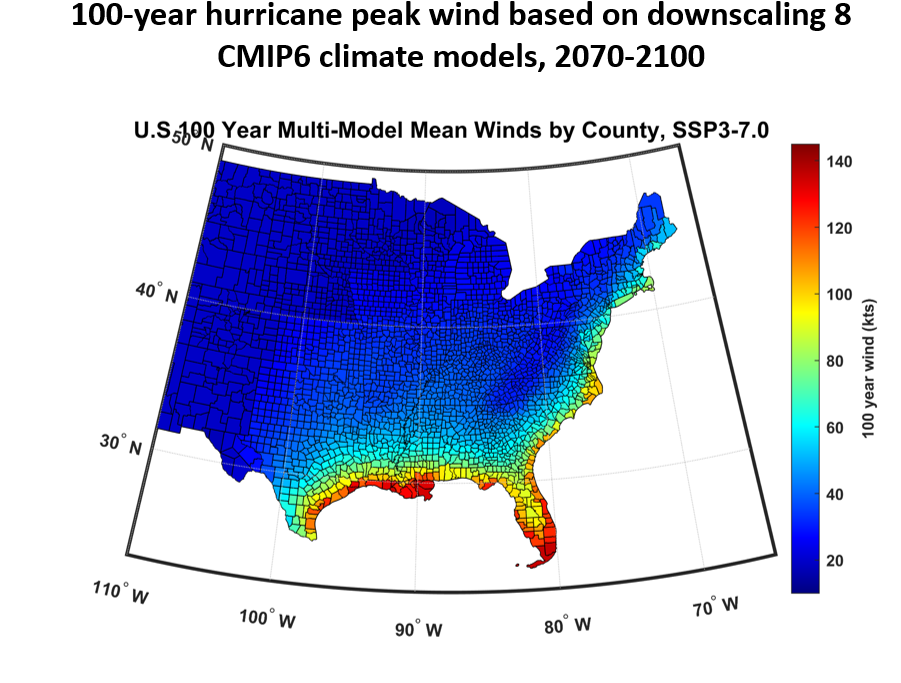 100-year hurricane peak wind based on downscaling 8
CMIP6 climate models, 2070-2100
U.S 100 Year Multi-Model Mean Winds by County, SSP3-7.0
50° N
40° N
30° N
110° W
100° W
90° W
80° W
70° W
140
120
100
80
60
40
20
100 year wind (kts)